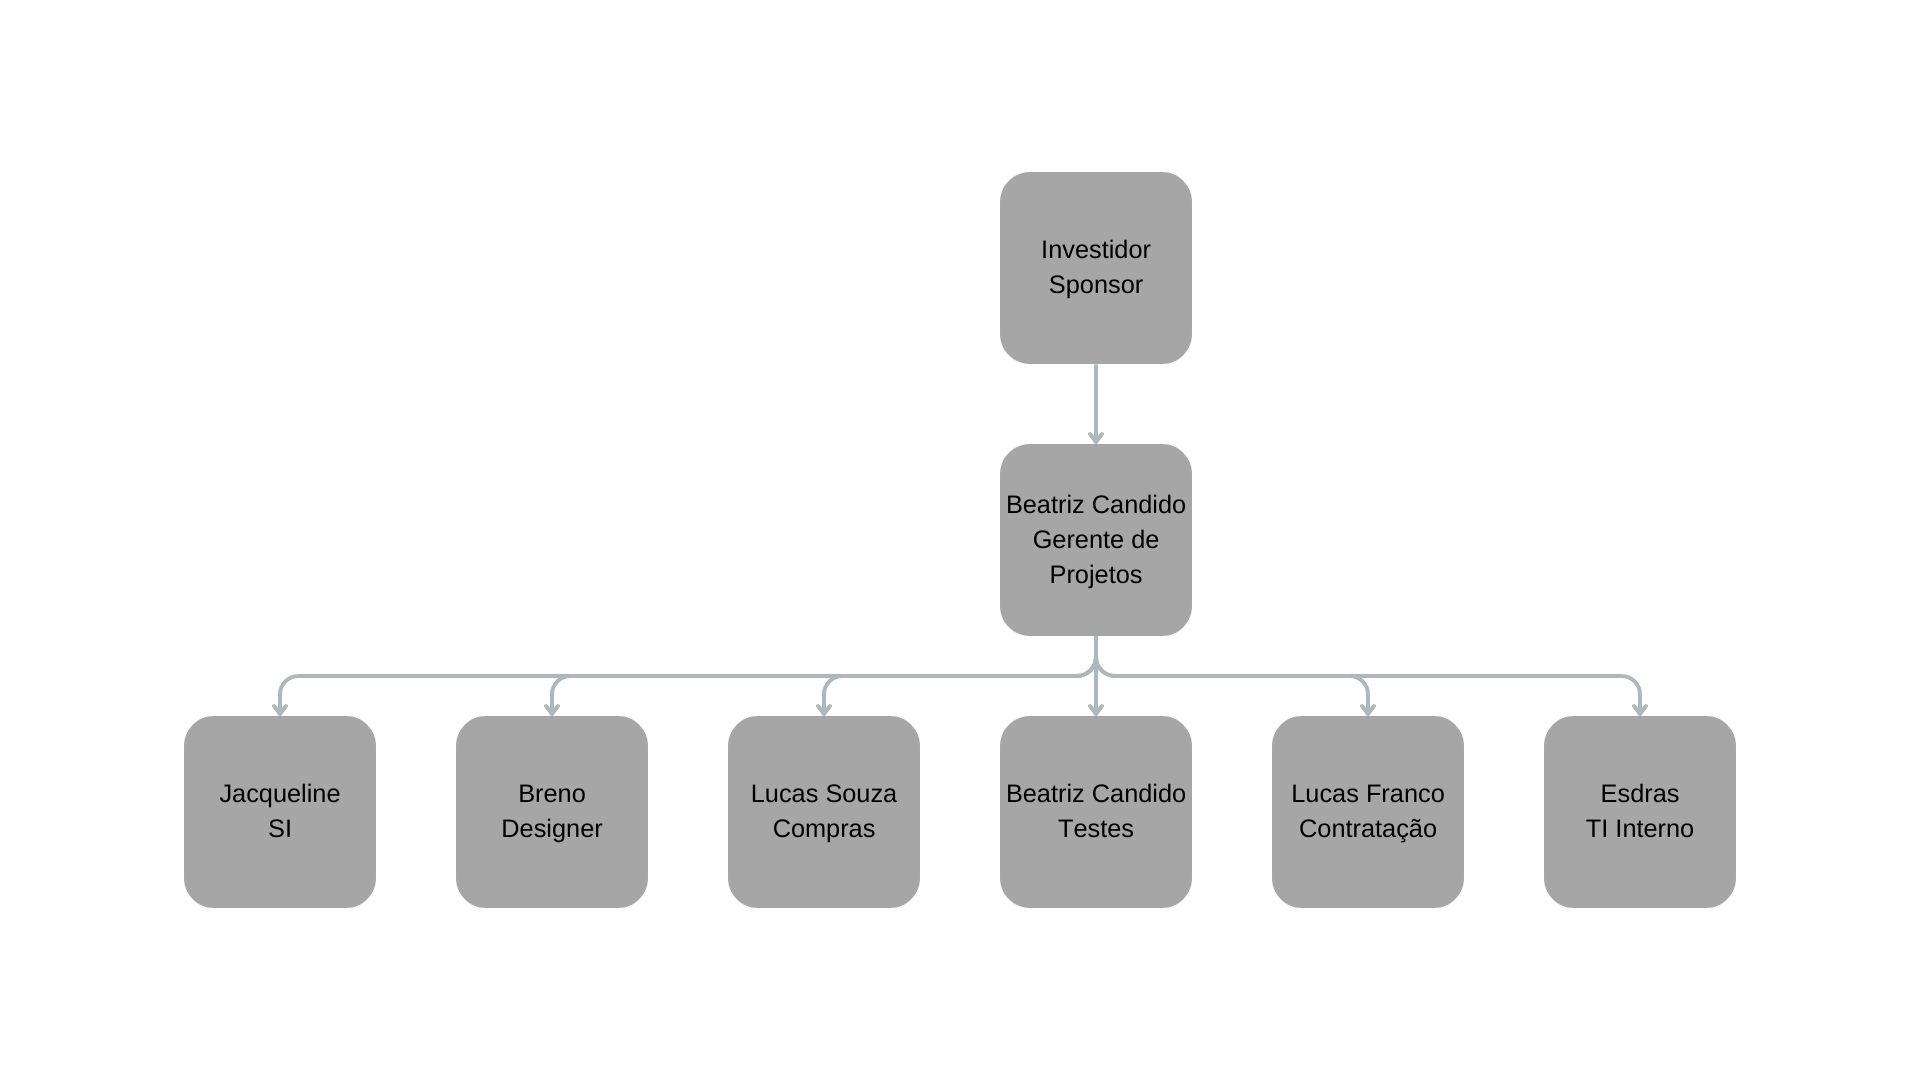 Investidor
Sponsor
Beatriz Candido
Gerente de
Projetos
Jacqueline
SI
Breno
Designer
Lucas Souza
Compras
Beatriz Candido
Testes
Lucas Franco
Contratação
Esdras
TI Interno